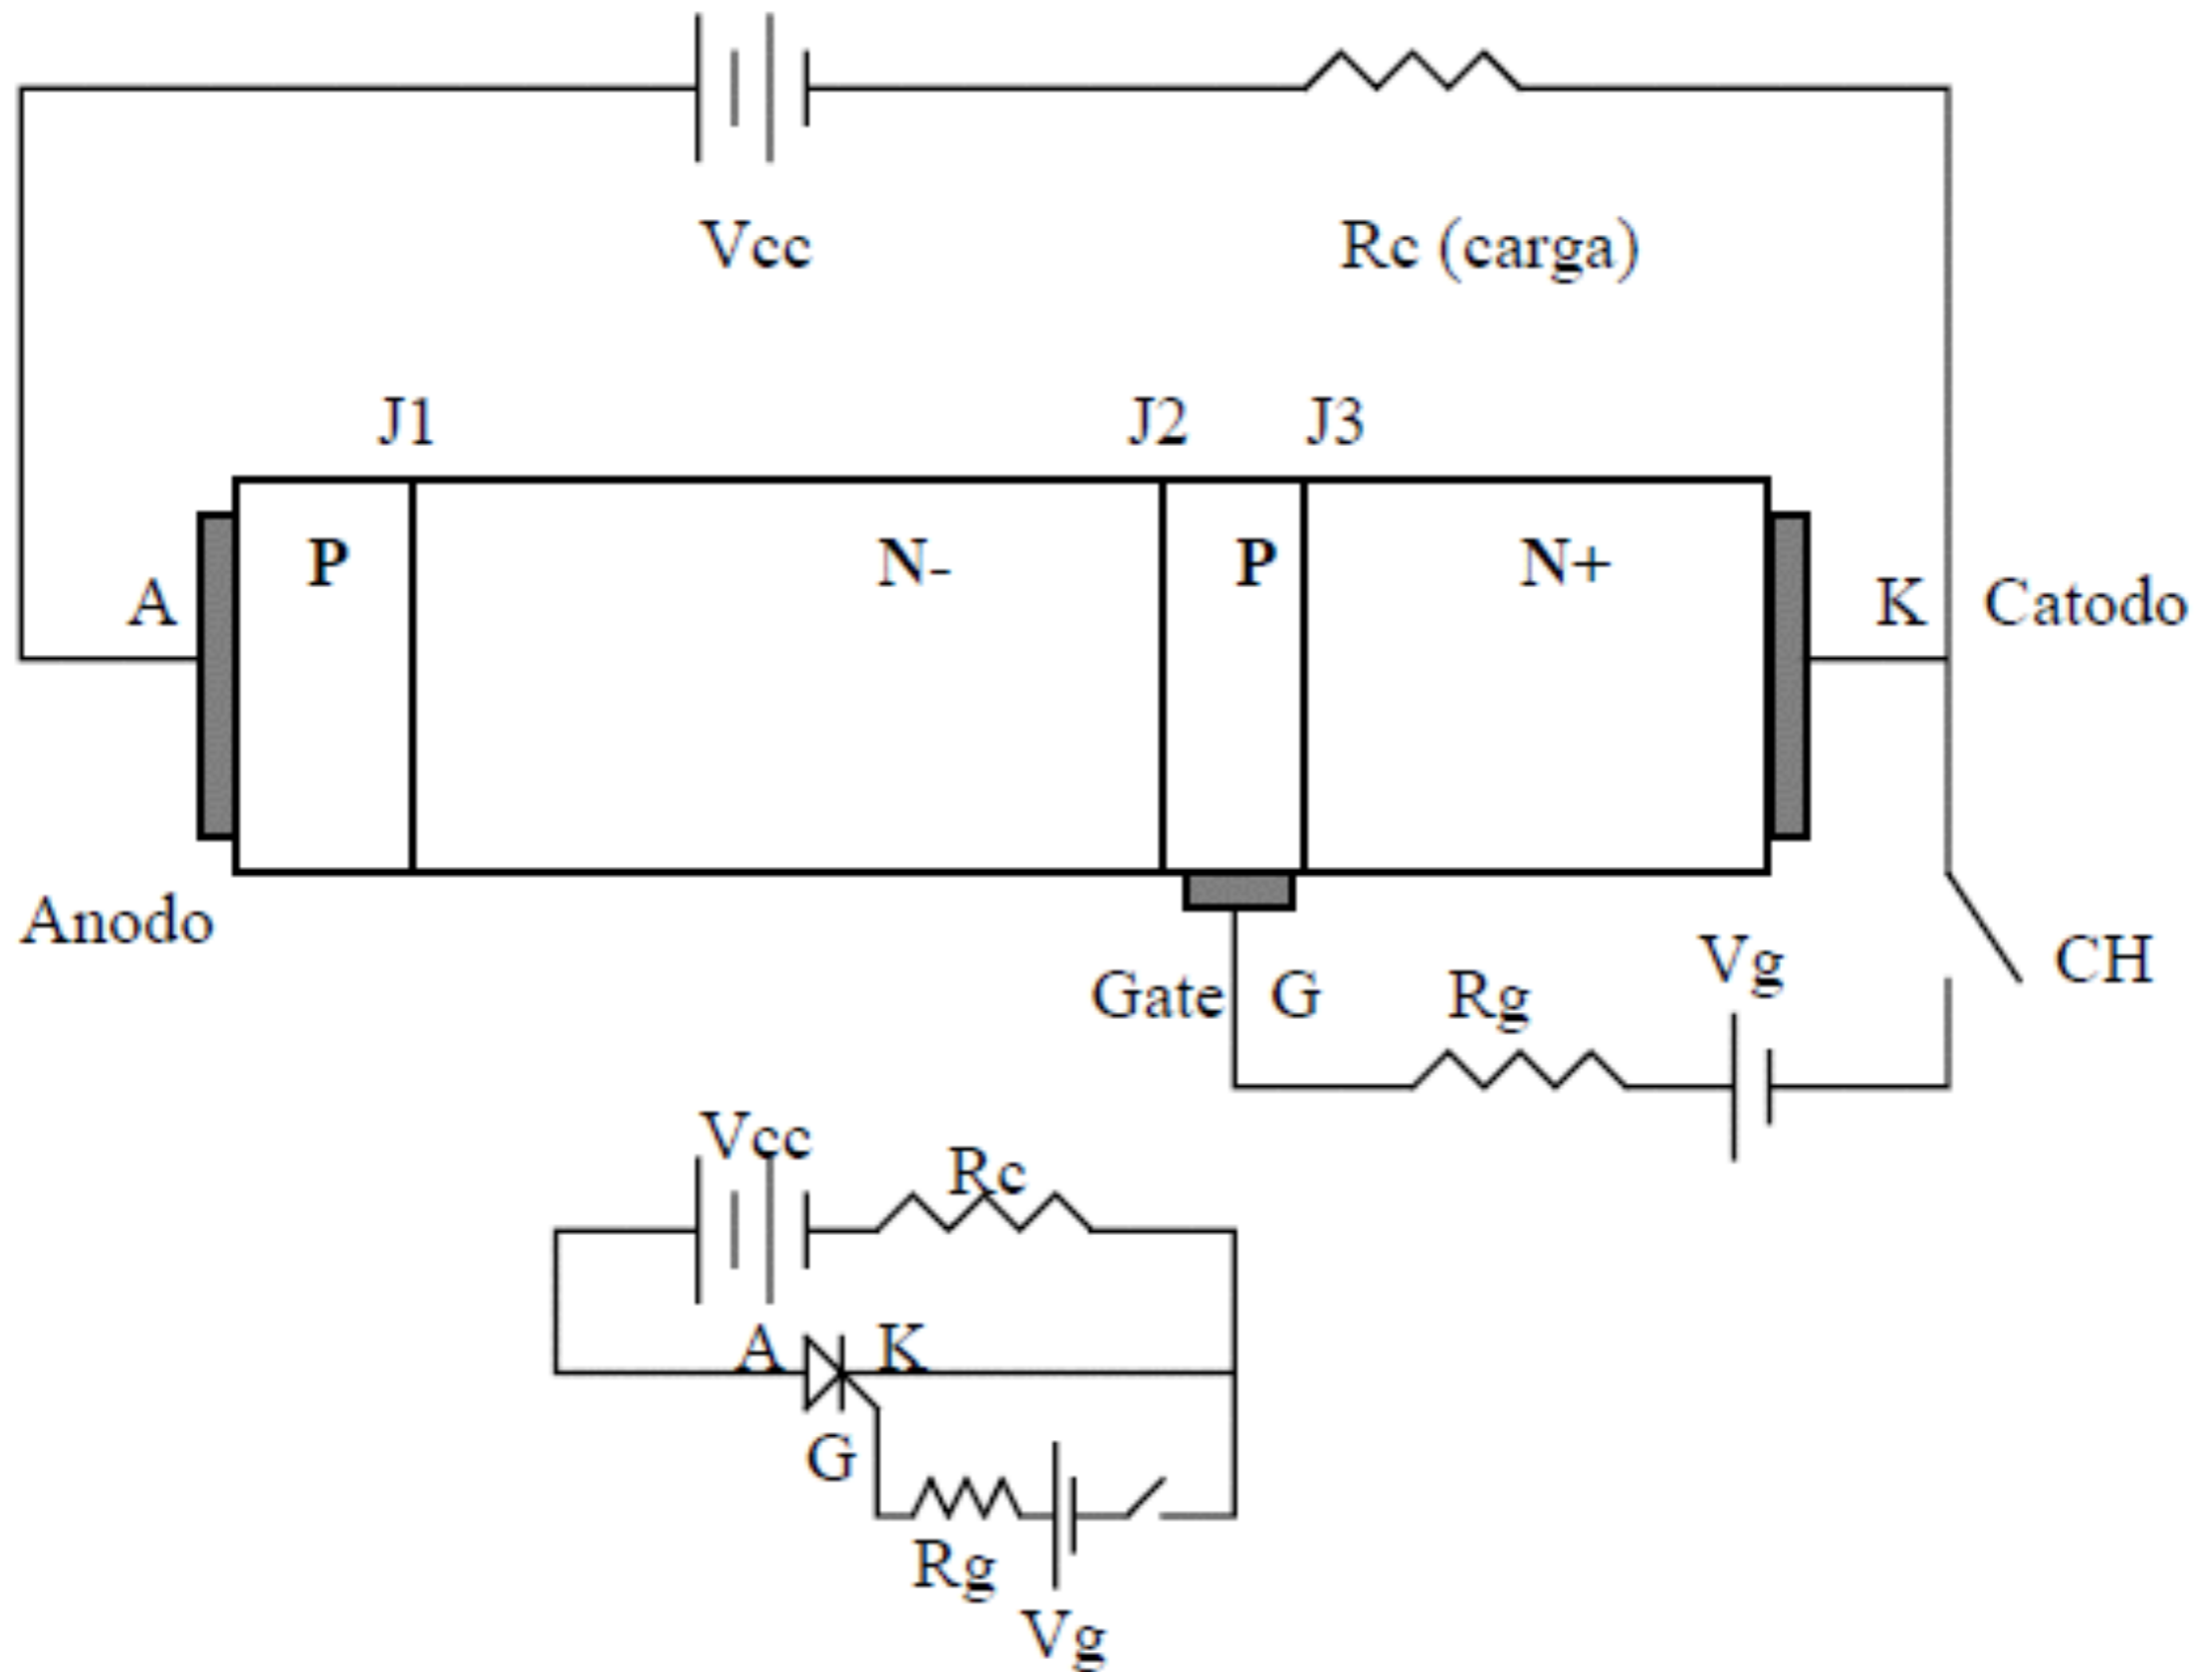 Vcc
Rc (carga)
J1 J2 J3
P N- P N+
A K Catodo
Anodo
Vg CH
Gate G Rg
Vcc
Rc
A K
G
Rg
Vg